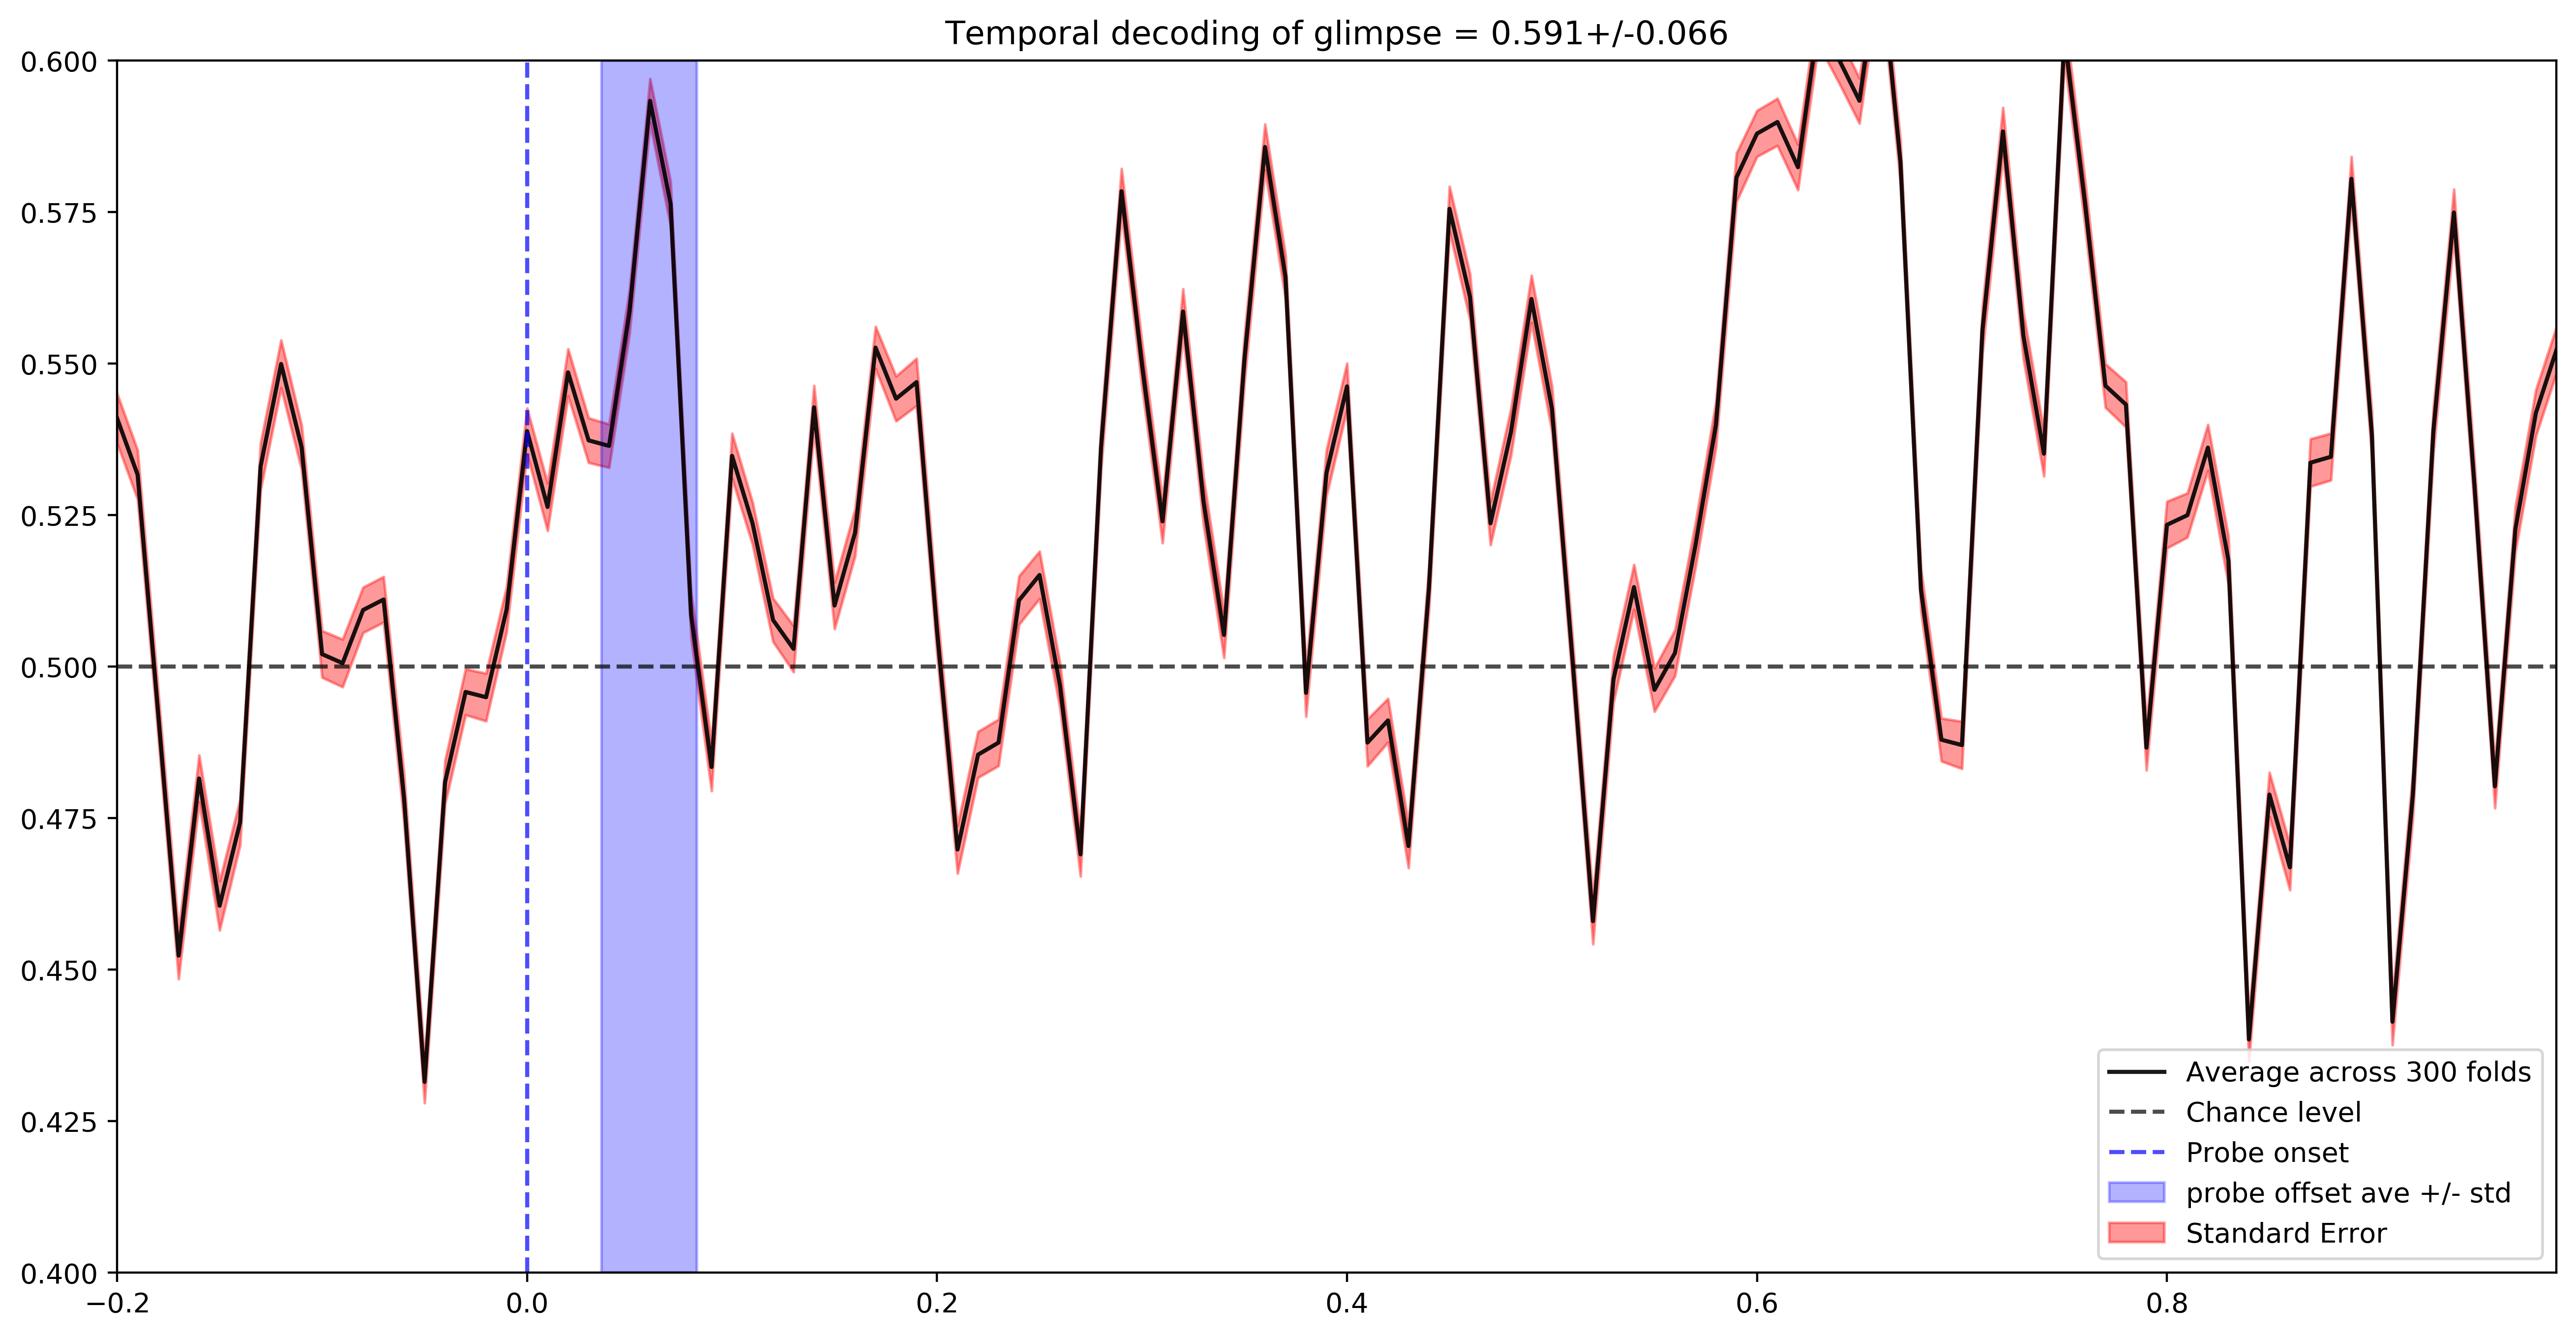 Temporal decoding of glimpse = 0.591+/-0.066
0.600
0.575
0.550
0.525
0.500
0.475
0.450
0.425
0.400
−0.2 0.0 0.2 0.4 0.6 0.8
Average across 300 folds
Chance level
Probe onset
probe offset ave +/- std
Standard Error